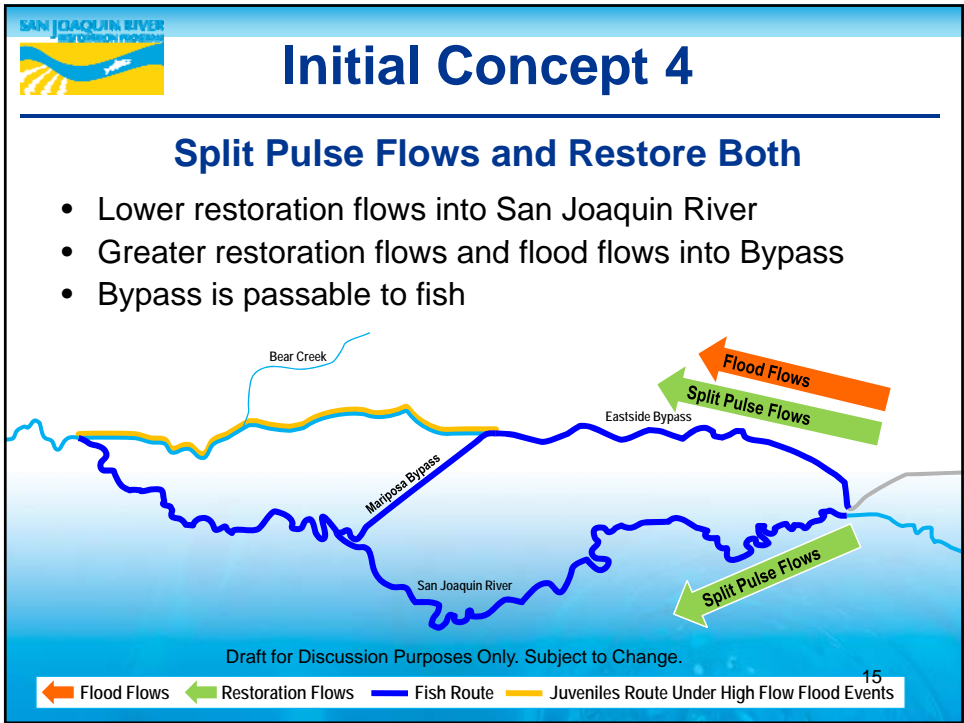 SAN JOAQUIN RIVER
RESTORATION PROGRAM
Initial Concept 4
Split Pulse Flows and Restore Both
• Lower restoration flows into San Joaquin River
• Greater restoration flows and flood flows into Bypass
• Bypass is passable to fish
Bear Creek
Flood Flows
Split Pulse Flows
Eastside Bypass
Mariposa Bypass
San Joaquin River
Split Pulse Flows
Draft for Discussion Purposes Only. Subject to Change.
15
Flood Flows Restoration Flows Fish Route Juveniles Route Under High Flow Flood Events